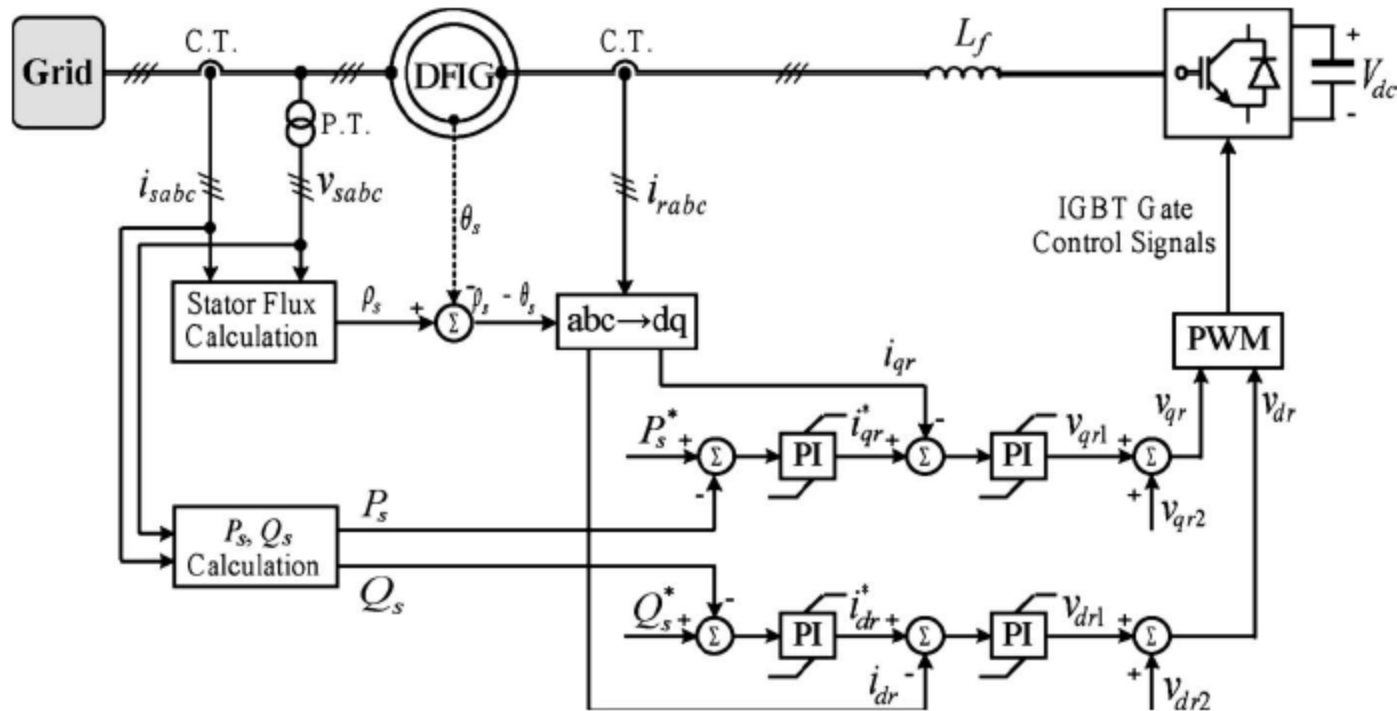 C.T.
C.T.
L_f
+
Grid
DFIG
V_dc
P.T.
-
i_sabc
v_sabc
θ_s
i_rabc
IGBT Gate
Control Signals
Stator Flux
Calculation
ρ_s
+
-
Σ
ρ_s - θ_s
abc→dq
PWM
i_qr
v_qr
v_dr
P_s^*
+
Σ
-
PI
i_qr^*
+
-
Σ
PI
v_qr1
+
Σ
+
v_qr2
P_s, Q_s
Calculation
P_s
Q_s
Q_s^*
+
-
Σ
PI
i_dr^*
+
Σ
-
i_dr
PI
v_dr1
+
Σ
+
v_dr2